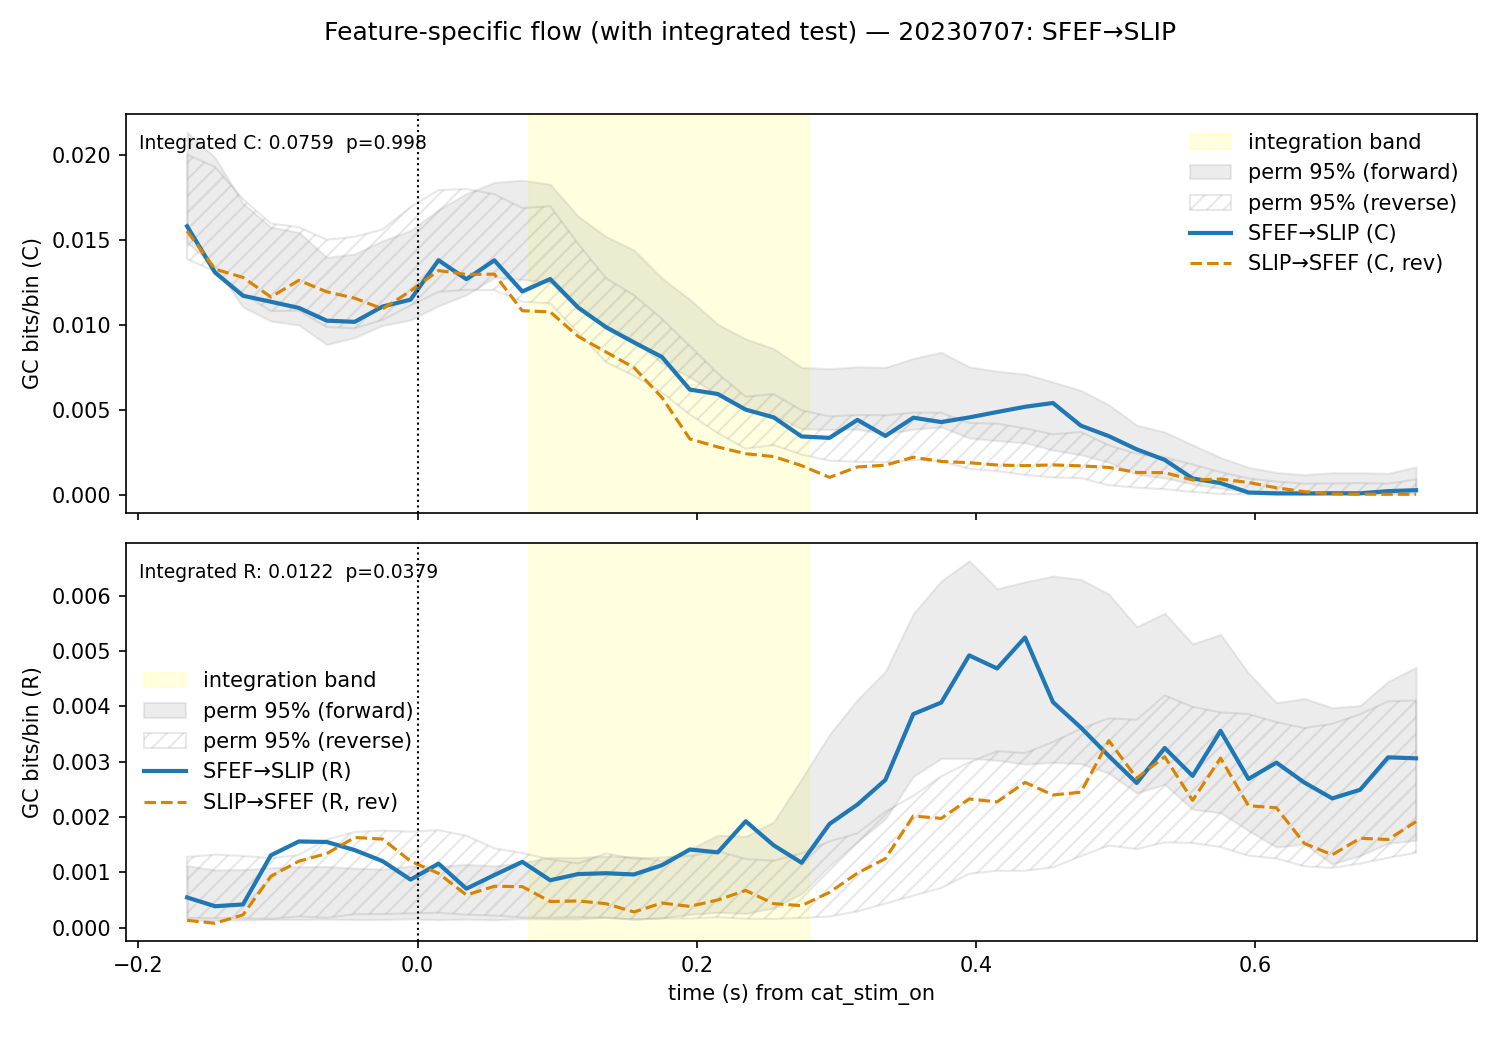 Feature-specific flow (with integrated test) — 20230707: SFEF→SLIP
Integrated C: 0.0759  p=0.998
integration band
perm 95% (forward)
perm 95% (reverse)
SFEF→SLIP (C)
SLIP→SFEF (C, rev)
GC bits/bin (C)
0.020
0.015
0.010
0.005
0.000
Integrated R: 0.0122  p=0.0379
integration band
perm 95% (forward)
perm 95% (reverse)
SFEF→SLIP (R)
SLIP→SFEF (R, rev)
GC bits/bin (R)
0.006
0.005
0.004
0.003
0.002
0.001
0.000
−0.2 0.0 0.2 0.4 0.6
time (s) from cat_stim_on